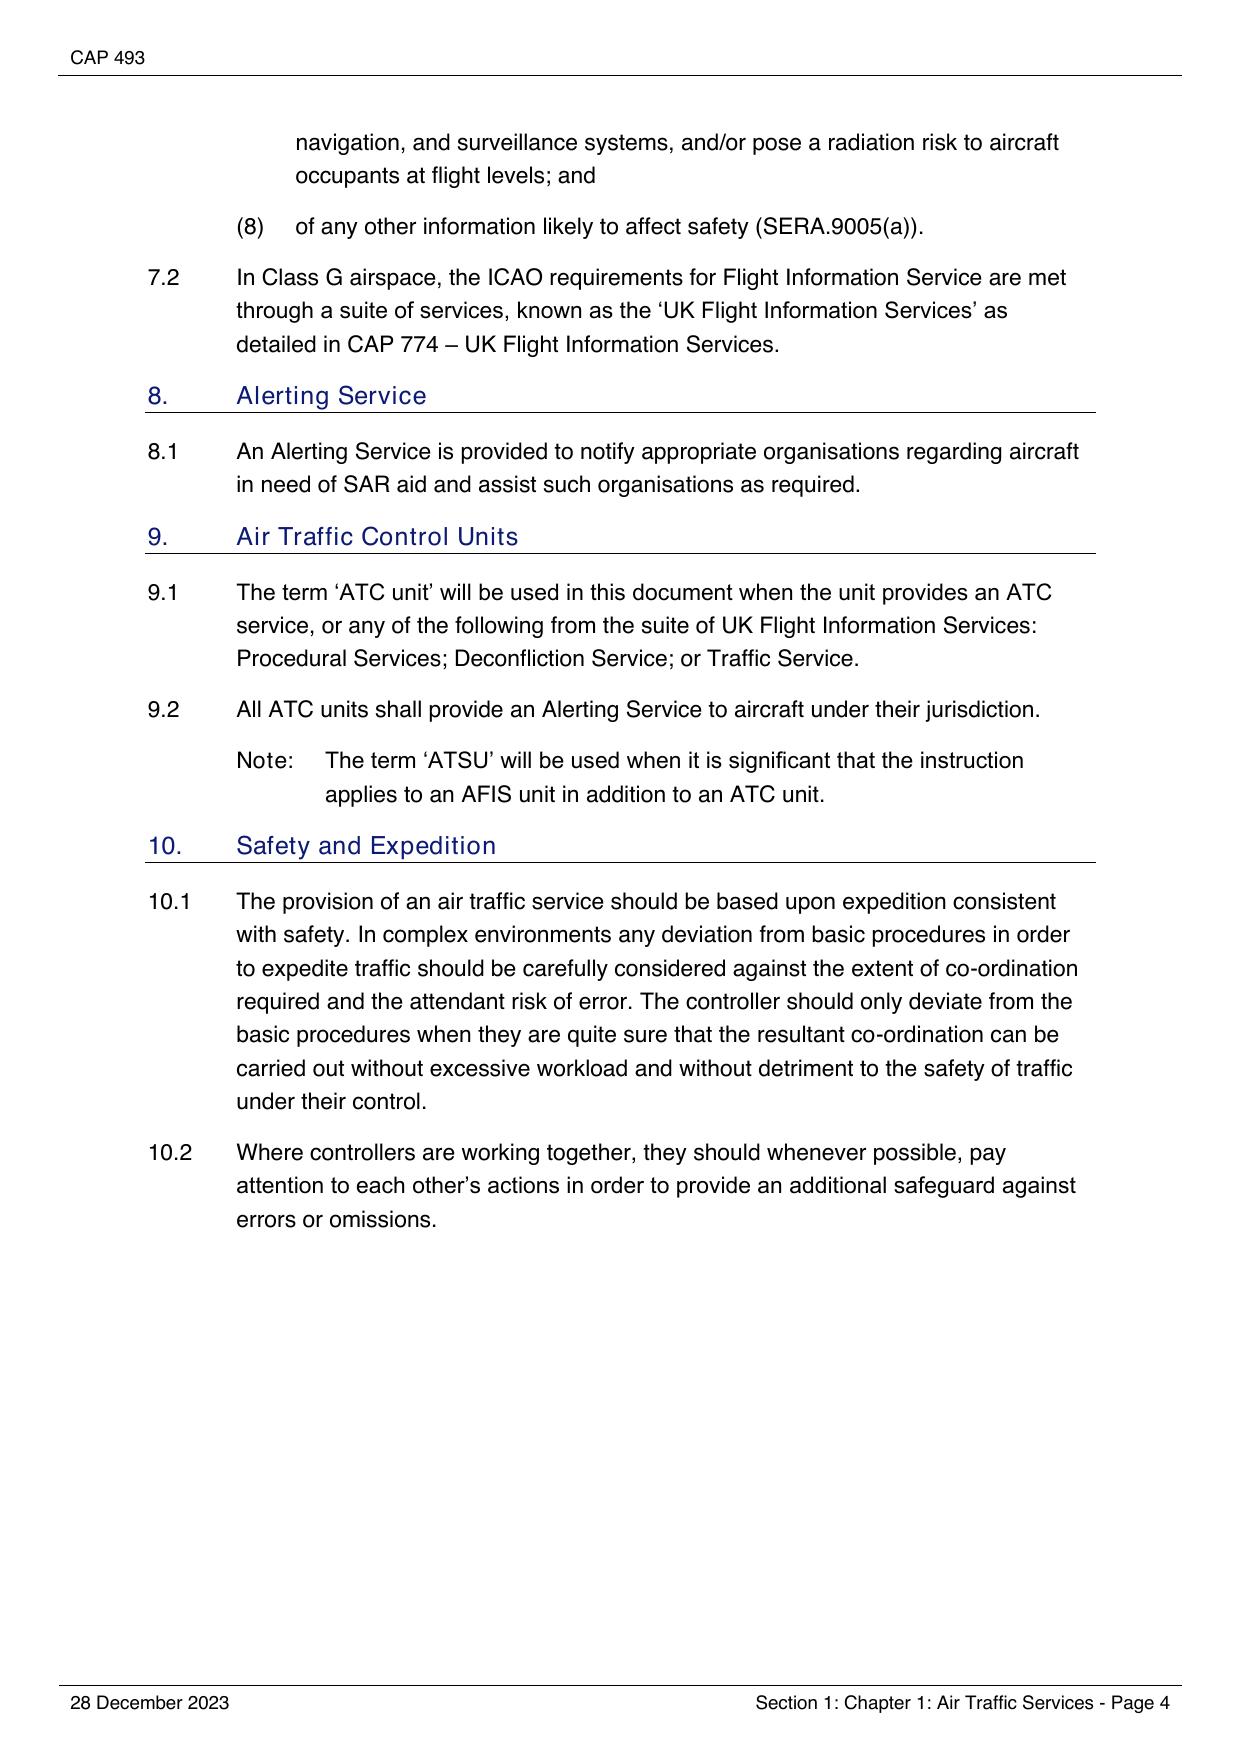 CAP 493
navigation, and surveillance systems, and/or pose a radiation risk to aircraft
occupants at flight levels; and
(8) of any other information likely to affect safety (SERA.9005(a)).
7.2 In Class G airspace, the ICAO requirements for Flight Information Service are met
through a suite of services, known as the ‘UK Flight Information Services’ as
detailed in CAP 774 – UK Flight Information Services.
8. Alerting Service
8.1 An Alerting Service is provided to notify appropriate organisations regarding aircraft
in need of SAR aid and assist such organisations as required.
9. Air Traffic Control Units
9.1 The term ‘ATC unit’ will be used in this document when the unit provides an ATC
service, or any of the following from the suite of UK Flight Information Services:
Procedural Services; Deconfliction Service; or Traffic Service.
9.2 All ATC units shall provide an Alerting Service to aircraft under their jurisdiction.
Note: The term ‘ATSU’ will be used when it is significant that the instruction
applies to an AFIS unit in addition to an ATC unit.
10. Safety and Expedition
10.1 The provision of an air traffic service should be based upon expedition consistent
with safety. In complex environments any deviation from basic procedures in order
to expedite traffic should be carefully considered against the extent of co-ordination
required and the attendant risk of error. The controller should only deviate from the
basic procedures when they are quite sure that the resultant co-ordination can be
carried out without excessive workload and without detriment to the safety of traffic
under their control.
10.2 Where controllers are working together, they should whenever possible, pay
attention to each other’s actions in order to provide an additional safeguard against
errors or omissions.
28 December 2023 Section 1: Chapter 1: Air Traffic Services - Page 4